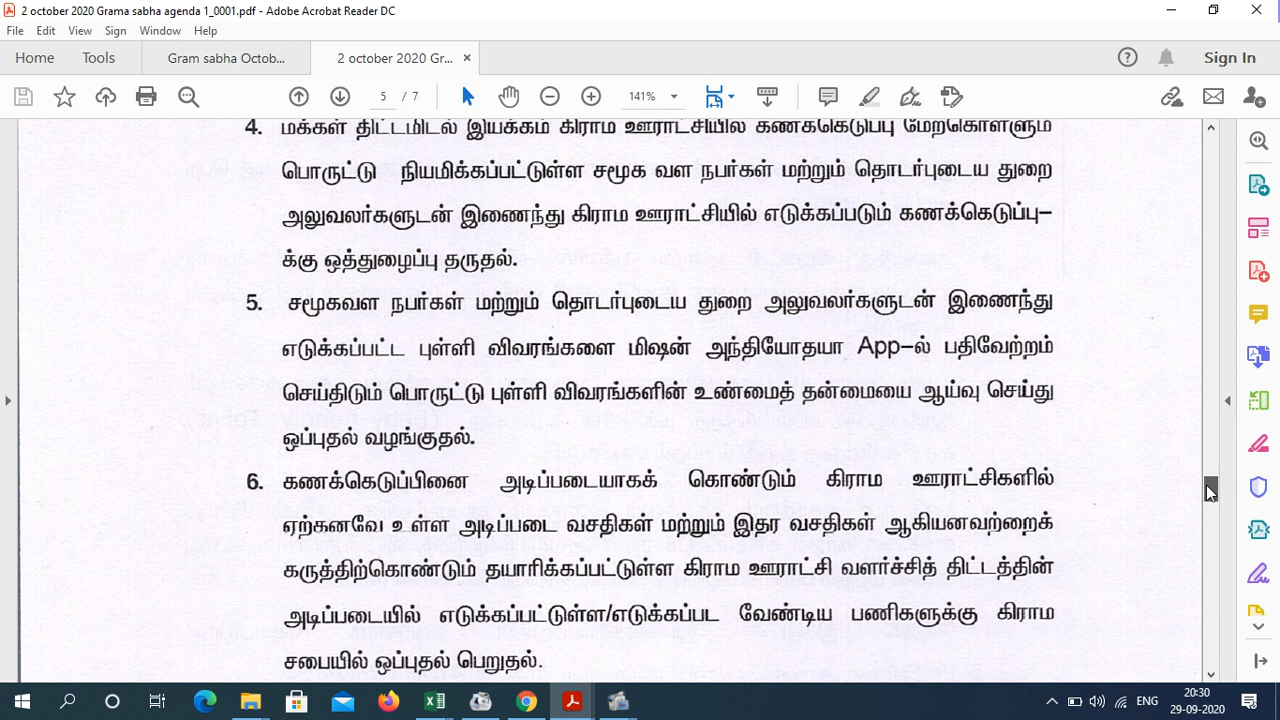 2 october 2020 Grama sabha agenda 1_0001.pdf - Adobe Acrobat Reader DC
File Edit View Sign Window Help
Home Tools Gram sabha Octob... 2 october 2020 Gr... × Sign In
5 / 7 141%
4. மக்கள் திட்டமிடல் இயக்கம் கிராம ஊராட்சியில் கணக்கெடுப்பு மேற்கொள்ளும்
பொருட்டு நியமிக்கப்பட்டுள்ள சமூக வள நபர்கள் மற்றும் தொடர்புடைய துறை
அலுவலர்களுடன் இணைந்து கிராம ஊராட்சியில் எடுக்கப்படும் கணக்கெடுப்பு–
க்கு ஒத்துழைப்பு தருதல்.
5. சமூகவள நபர்கள் மற்றும் தொடர்புடைய துறை அலுவலர்களுடன் இணைந்து
எடுக்கப்பட்ட புள்ளி விவரங்களை மிஷன் அந்தியோதயா App–ல் பதிவேற்றம்
செய்திடும் பொருட்டு புள்ளி விவரங்களின் உண்மைத் தன்மையை ஆய்வு செய்து
ஒப்புதல் வழங்குதல்.
6. கணக்கெடுப்பினை அடிப்படையாகக் கொண்டும் கிராம ஊராட்சிகளில்
ஏற்கனவே உள்ள அடிப்படை வசதிகள் மற்றும் இதர வசதிகள் ஆகியனவற்றைக்
கருத்திற்கொண்டும் தயாரிக்கப்பட்டுள்ள கிராம ஊராட்சி வளர்ச்சித் திட்டத்தின்
அடிப்படையில் எடுக்கப்பட்டுள்ள/எடுக்கப்பட வேண்டிய பணிகளுக்கு கிராம
சபையில் ஒப்புதல் பெறுதல்.
ENG 20:30
29-09-2020